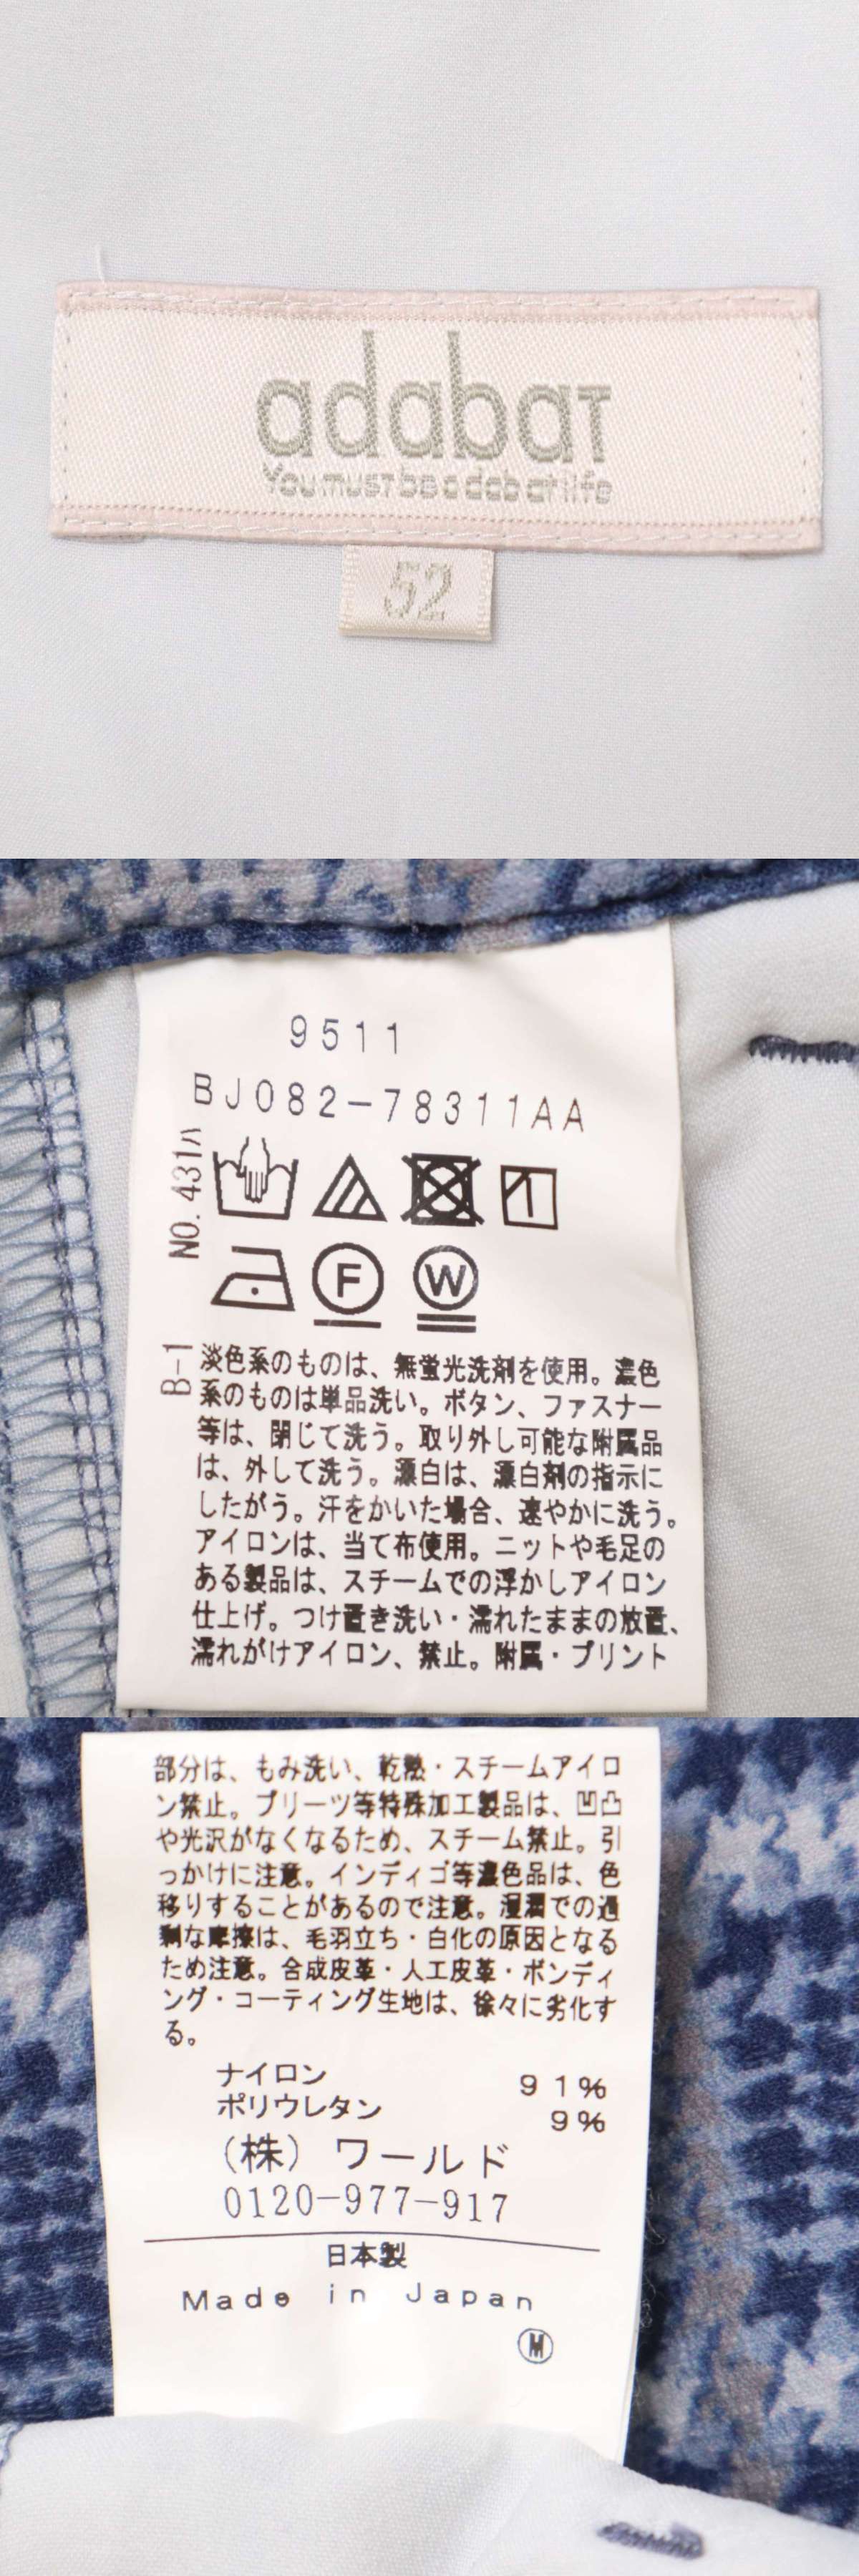 adabat
You must be a dab at life
52
9511
BJ082-78311AA
NO. 431ハ
F
W
B-1
淡色系のものは、無蛍光洗剤を使用。濃色
系のものは単品洗い。ボタン、ファスナー
等は、閉じて洗う。取り外し可能な附属品
は、外して洗う。漂白は、漂白剤の指示に
したがう。汗をかいた場合、速やかに洗う。
アイロンは、当て布使用。ニットや毛足の
ある製品は、スチームでの浮かしアイロン
仕上げ。つけ置き洗い・濡れたままの放置、
濡れがけアイロン、禁止。附属・プリント
部分は、もみ洗い、乾熱・スチームアイロ
ン禁止。プリーツ等特殊加工製品は、凹凸
や光沢がなくなるため、スチーム禁止。引
っかけに注意。インディゴ等濃色品は、色
移りすることがあるので注意。湿潤での過
剰な摩擦は、毛羽立ち・白化の原因となる
ため注意。合成皮革・人工皮革・ボンディ
ング・コーティング生地は、徐々に劣化す
る。
ナイロン 91%
ポリウレタン 9%
(株) ワールド
0120-977-917
日本製
Made in Japan
M